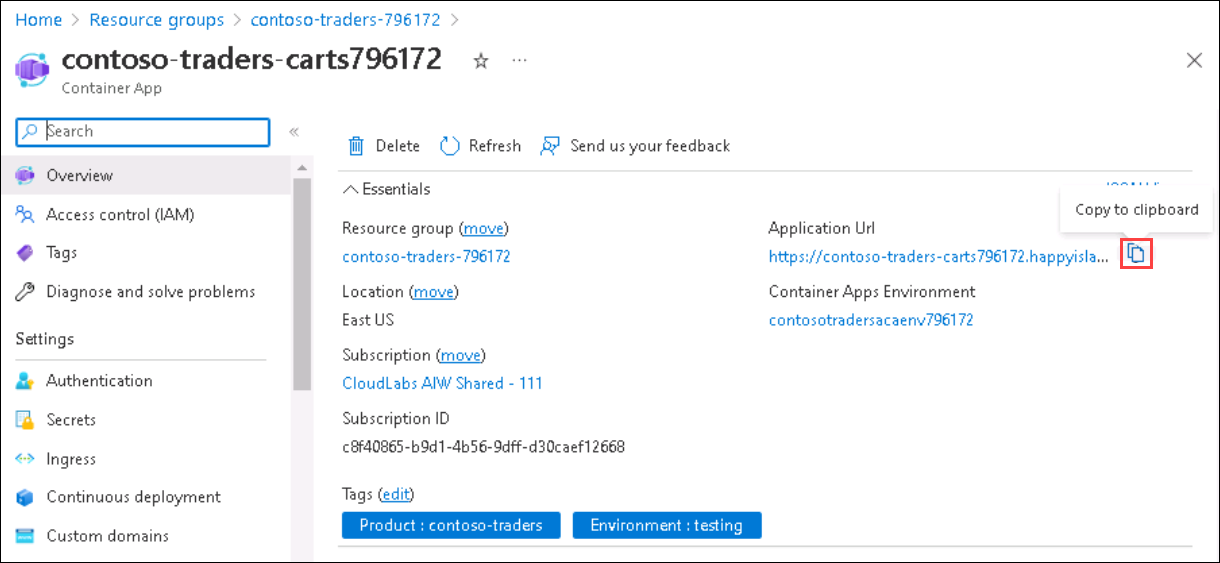 Home > Resource groups > contoso-traders-796172 >
contoso-traders-carts796172
Container App
Search
Overview
Access control (IAM)
Tags
Diagnose and solve problems
Settings
Authentication
Secrets
Ingress
Continuous deployment
Custom domains
Delete Refresh Send us your feedback
Essentials
Copy to clipboard
Resource group (move)
contoso-traders-796172
Location (move)
East US
Subscription (move)
CloudLabs AIW Shared - 111
Subscription ID
c8f40865-b9d1-4b56-9dff-d30caef12668
Application Url
https://contoso-traders-carts796172.happyisla...
Container Apps Environment
contosotradersacaenv796172
Tags (edit)
Product : contoso-traders Environment : testing